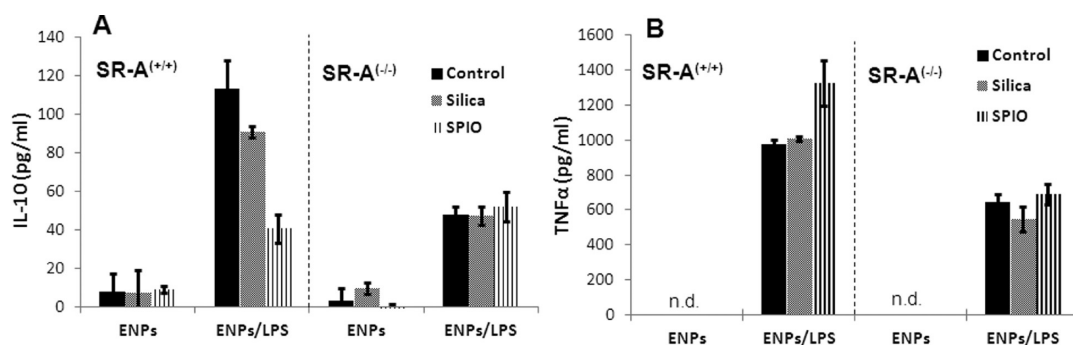 A
SR-A(+/+)
SR-A(-/-)
Control
Silica
SPIO
IL-10 (pg/ml)
140
120
100
80
60
40
20
0
ENPs
ENPs/LPS
ENPs
ENPs/LPS
B
SR-A(+/+)
SR-A(-/-)
Control
Silica
SPIO
TNFα (pg/ml)
1600
1400
1200
1000
800
600
400
200
0
n.d.
n.d.
ENPs
ENPs/LPS
ENPs
ENPs/LPS